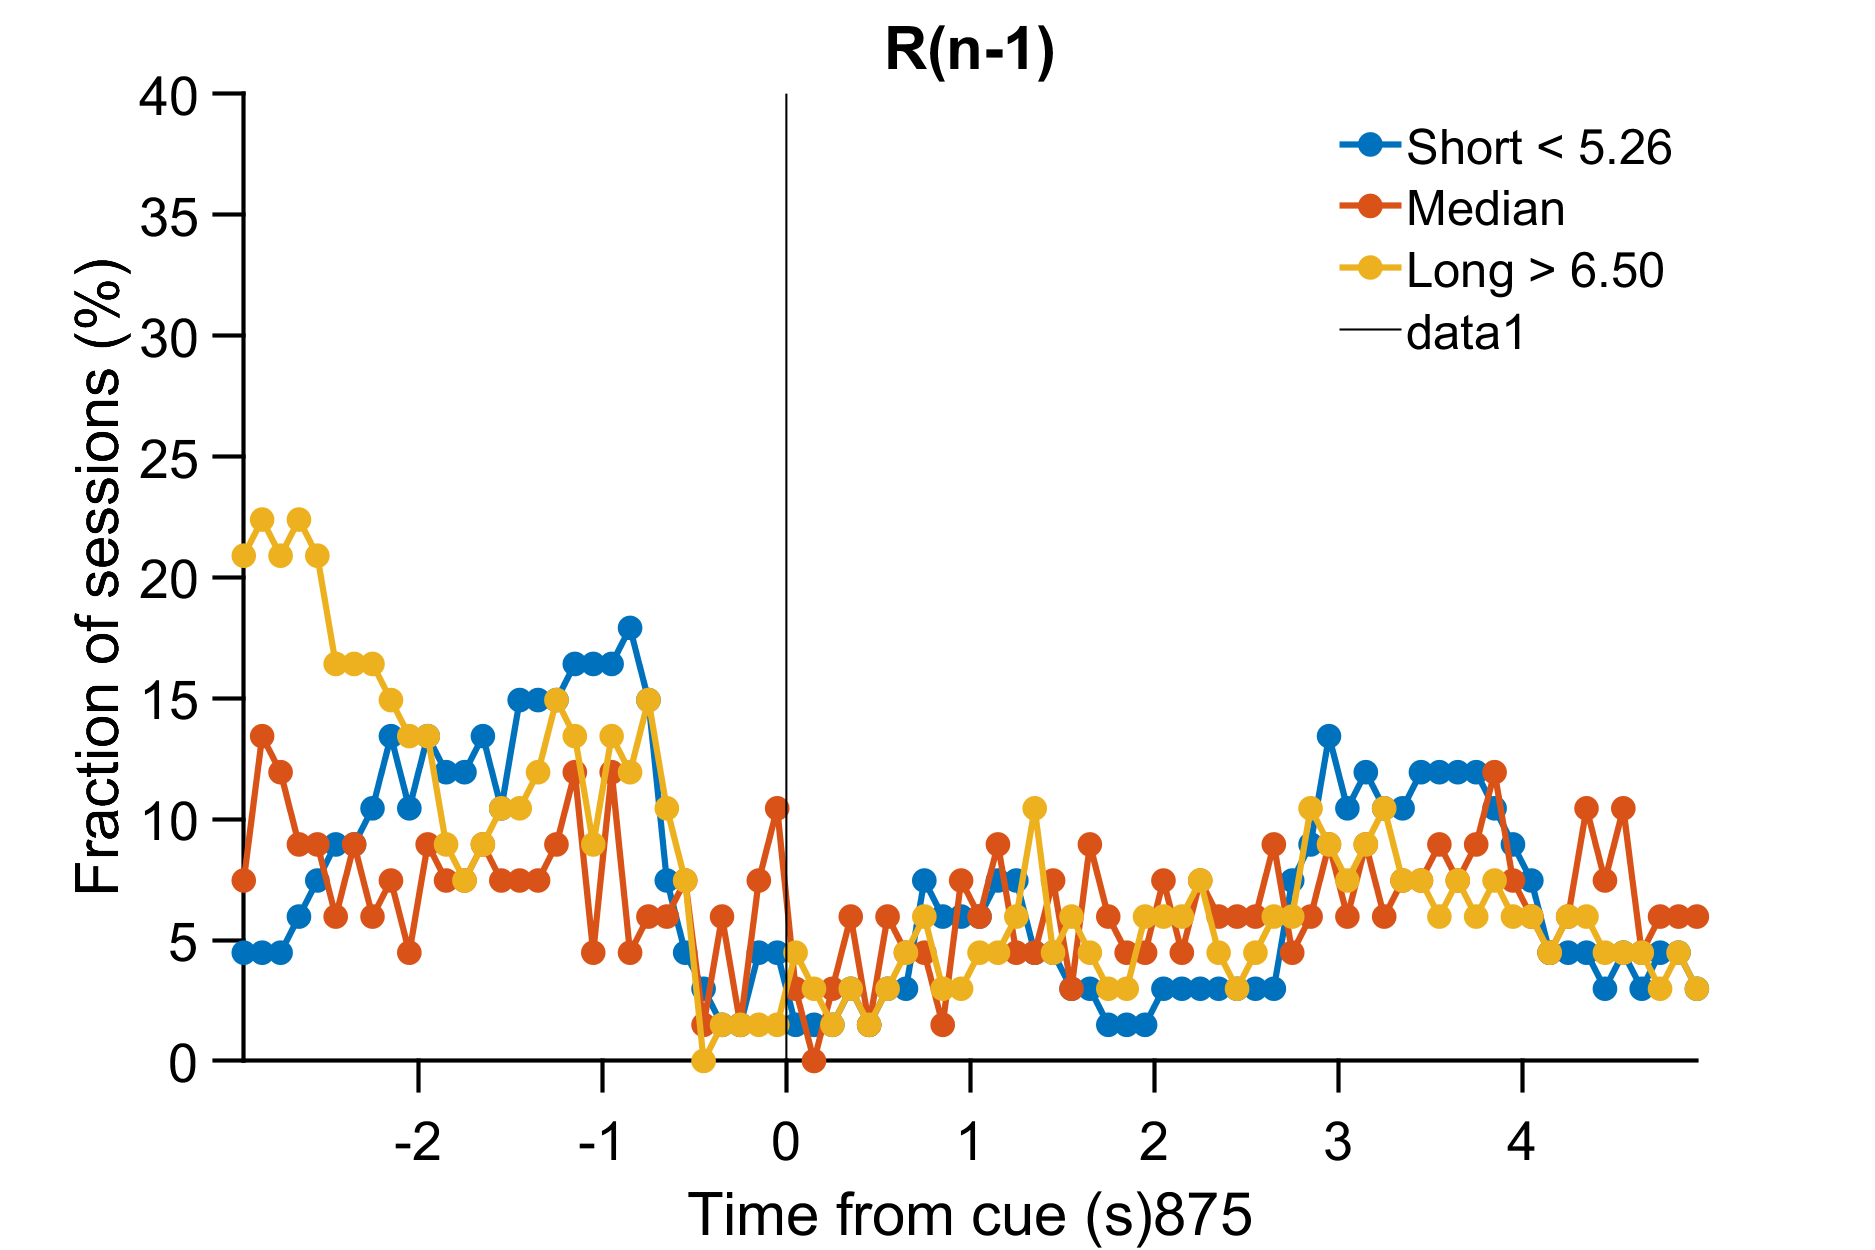 R(n-1)
40
35
30
25
20
15
10
5
0
Fraction of sessions (%)
Short < 5.26
Median
Long > 6.50
data1
-2 -1 0 1 2 3 4
Time from cue (s)875